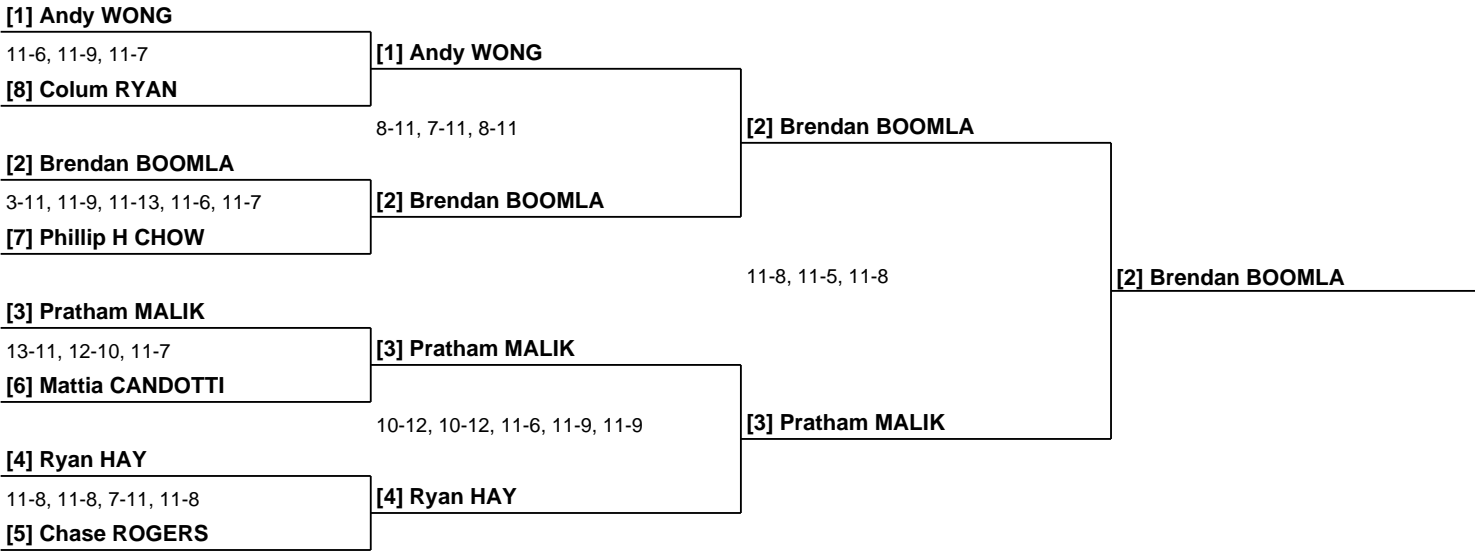 [1] Andy WONG
11-6, 11-9, 11-7
[8] Colum RYAN
[1] Andy WONG
8-11, 7-11, 8-11
[2] Brendan BOOMLA
[2] Brendan BOOMLA
3-11, 11-9, 11-13, 11-6, 11-7
[7] Phillip H CHOW
[2] Brendan BOOMLA
11-8, 11-5, 11-8
[2] Brendan BOOMLA
[3] Pratham MALIK
13-11, 12-10, 11-7
[6] Mattia CANDOTTI
[3] Pratham MALIK
10-12, 10-12, 11-6, 11-9, 11-9
[3] Pratham MALIK
[4] Ryan HAY
11-8, 11-8, 7-11, 11-8
[5] Chase ROGERS
[4] Ryan HAY